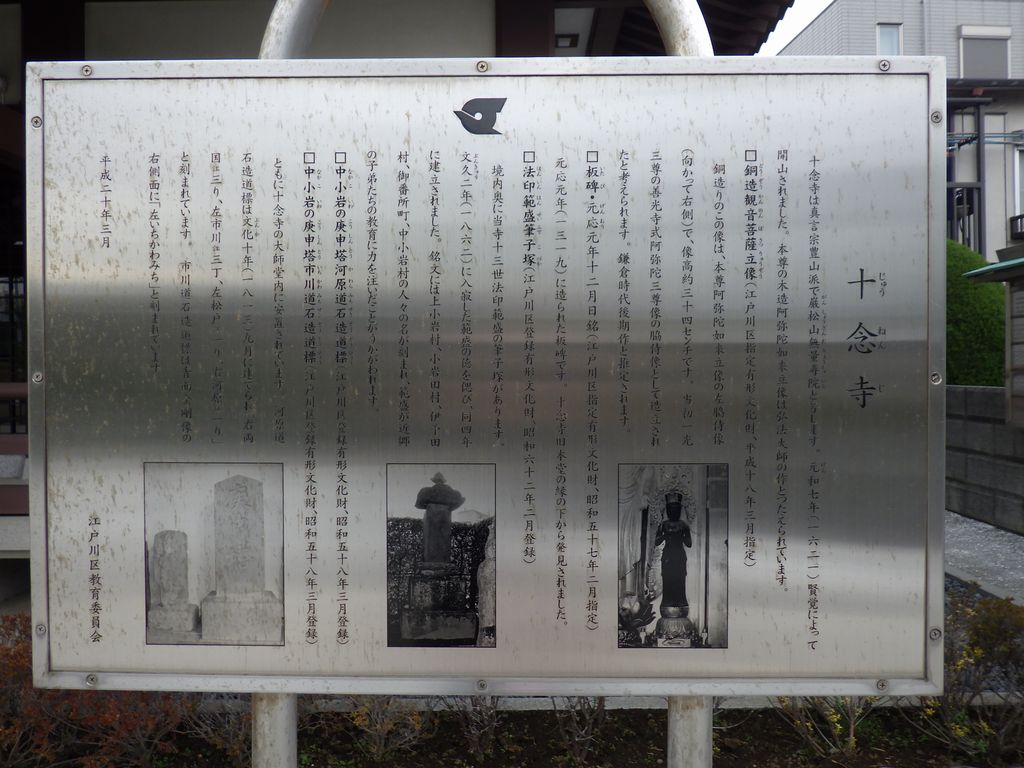 十念寺
十念寺は真言宗豊山派で厳松山無量寿院と号します。元和七年(一六二一)賢覚によって
開山されました。本尊の木造阿弥陀如来立像は弘法大師の作とつたえられています。
□銅造観音菩薩立像(江戸川区指定有形文化財、平成十八年三月指定)
銅造りのこの像は、本尊阿弥陀如来立像の左脇侍像
(向かって右側)で、像高約三十四センチです。当初一光
三尊の善光寺式阿弥陀三尊像の脇侍像として造立され
たと考えられます。鎌倉時代後期作と推定されます。
□板碑・元応元年十二月日銘(江戸川区指定有形文化財、昭和五十七年二月指定)
元応元年(一三一九)に造られた板碑です。十念寺旧本堂の縁の下から発見されました。
□法印範盛筆子塚(江戸川区登録有形文化財、昭和六十二年二月登録)
境内奥に当寺十三世法印範盛の筆子塚があります。
文久二年(一八六二)に入寂した範盛の徳を偲び、同四年
に建立されました。銘文には上小岩村、小岩田村、伊予田
村、御番所町、中小岩村の人々の名が刻まれ、範盛が近郷
の子弟たちの教育に力を注いだことがうかがわれます。
□中小岩の庚申塔河原道石造道標(江戸川区登録有形文化財、昭和五十八年三月登録)
□中小岩の庚申塔市川道石造道標(江戸川区登録有形文化財、昭和五十八年三月登録)
ともに十念寺の大師堂内に安置されています。河原道
石造道標は文化十年(一八一三)九月に建てられ「岩
国江三り、左市川江三丁、左松戸
と刻まれています。市川道石造道標は青面金剛像の
右側面に「左いちかわみち」と刻まれています。
平成二十年三月
江戸川区教育委員会